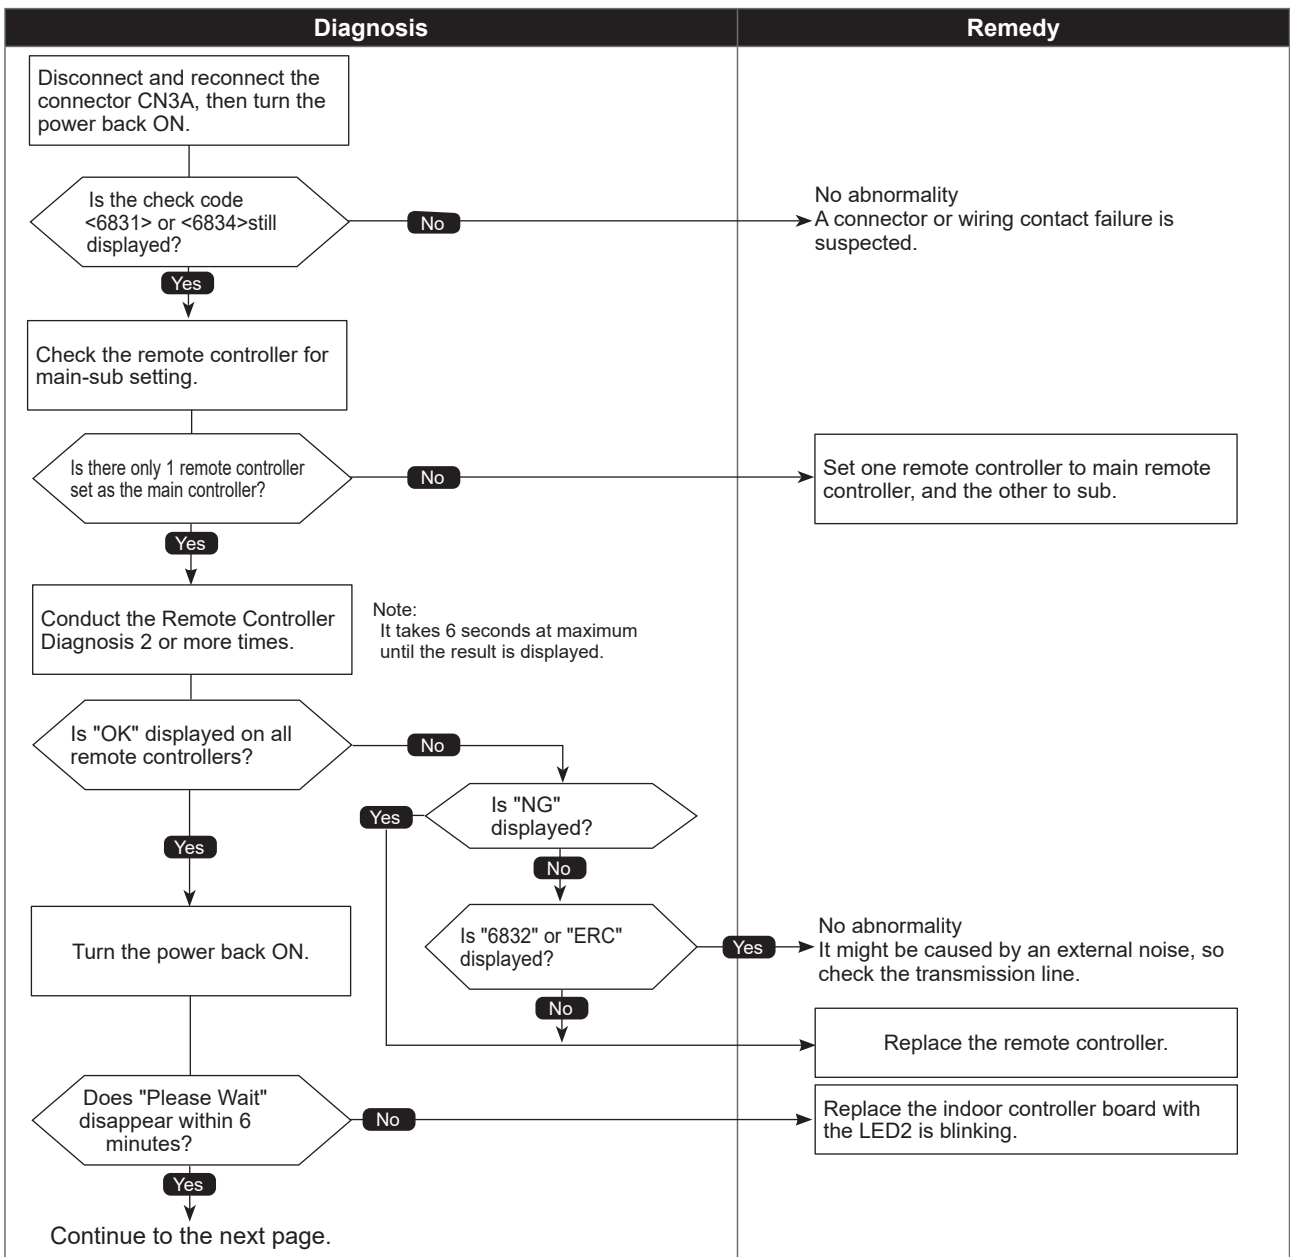 Diagnosis
Remedy
Disconnect and reconnect the
connector CN3A, then turn the
power back ON.
Is the check code
<6831> or <6834>still
displayed?
No
No abnormality
A connector or wiring contact failure is
suspected.
Yes
Check the remote controller for
main-sub setting.
Is there only 1 remote controller
set as the main controller?
No
Set one remote controller to main remote
controller, and the other to sub.
Yes
Conduct the Remote Controller
Diagnosis 2 or more times.
Note:
It takes 6 seconds at maximum
until the result is displayed.
Is "OK" displayed on all
remote controllers?
No
Is "NG"
displayed?
Yes
Yes
No
Turn the power back ON.
Is "6832" or "ERC"
displayed?
Yes
No abnormality
It might be caused by an external noise, so
check the transmission line.
No
Replace the remote controller.
Does "Please Wait"
disappear within 6
minutes?
No
Replace the indoor controller board with
the LED2 is blinking.
Yes
Continue to the next page.